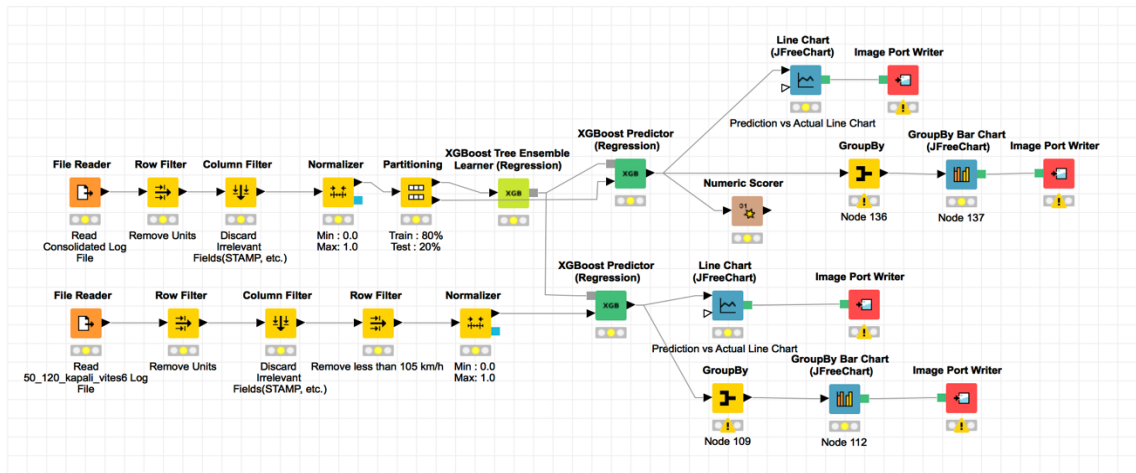 Line Chart
(JFreeChart)
Image Port Writer
Prediction vs Actual Line Chart
XGBoost Predictor
(Regression)
XGB
GroupBy
Node 136
GroupBy Bar Chart
(JFreeChart)
Node 137
Image Port Writer
File Reader
Read
Consolidated Log
File
Row Filter
Remove Units
Column Filter
Discard
Irrelevant
Fields(STAMP, etc.)
Normalizer
Min : 0.0
Max: 1.0
Partitioning
Train : 80%
Test : 20%
XGBoost Tree Ensemble
Learner (Regression)
XGB
Numeric Scorer
File Reader
Read
50_120_kapali_vites6 Log
File
Row Filter
Remove Units
Column Filter
Discard
Irrelevant
Fields(STAMP, etc.)
Row Filter
Remove less than 105 km/h
Normalizer
Min : 0.0
Max: 1.0
XGBoost Predictor
(Regression)
XGB
Line Chart
(JFreeChart)
Prediction vs Actual Line Chart
Image Port Writer
GroupBy
Node 109
GroupBy Bar Chart
(JFreeChart)
Node 112
Image Port Writer